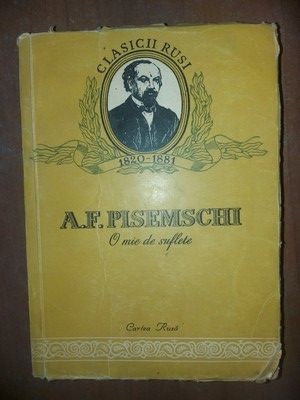 CLASICII RUSI
1820-1881
A.F. PISEMSCHI
O mie de suflete
Cartea Rusă